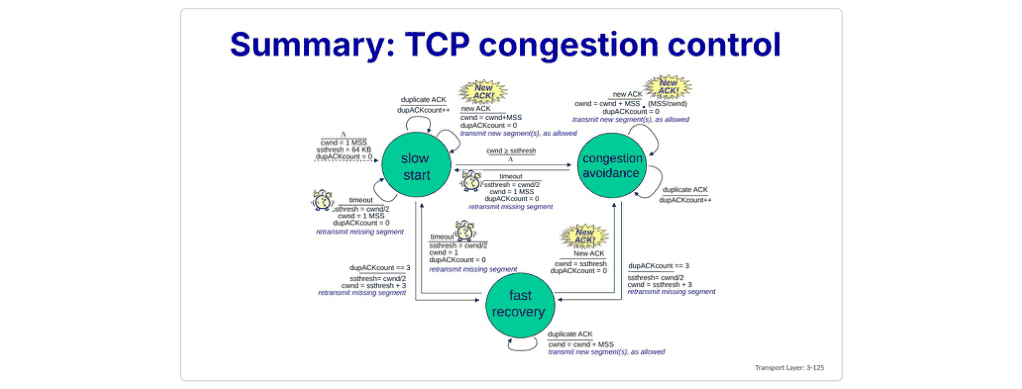 Summary: TCP congestion control
New
ACK!
duplicate ACK
dupACKcount++
new ACK
cwnd = cwnd+MSS
dupACKcount = 0
transmit new segment(s), as allowed
New
ACK!
new ACK
cwnd = cwnd + MSS • (MSS/cwnd)
dupACKcount = 0
transmit new segment(s), as allowed
Λ
cwnd = 1 MSS
ssthresh = 64 KB
dupACKcount = 0
slow
start
cwnd ≥ ssthresh
Λ
congestion
avoidance
timeout
ssthresh = cwnd/2
cwnd = 1 MSS
dupACKcount = 0
retransmit missing segment
duplicate ACK
dupACKcount++
timeout
ssthresh = cwnd/2
cwnd = 1 MSS
dupACKcount = 0
retransmit missing segment
timeout
ssthresh = cwnd/2
cwnd = 1
dupACKcount = 0
retransmit missing segment
New
ACK!
New ACK
cwnd = ssthresh
dupACKcount = 0
dupACKcount == 3
ssthresh= cwnd/2
cwnd = ssthresh + 3
retransmit missing segment
dupACKcount == 3
ssthresh = cwnd/2
cwnd = ssthresh + 3
retransmit missing segment
fast
recovery
duplicate ACK
cwnd = cwnd + MSS
transmit new segment(s), as allowed
Transport Layer: 3-125